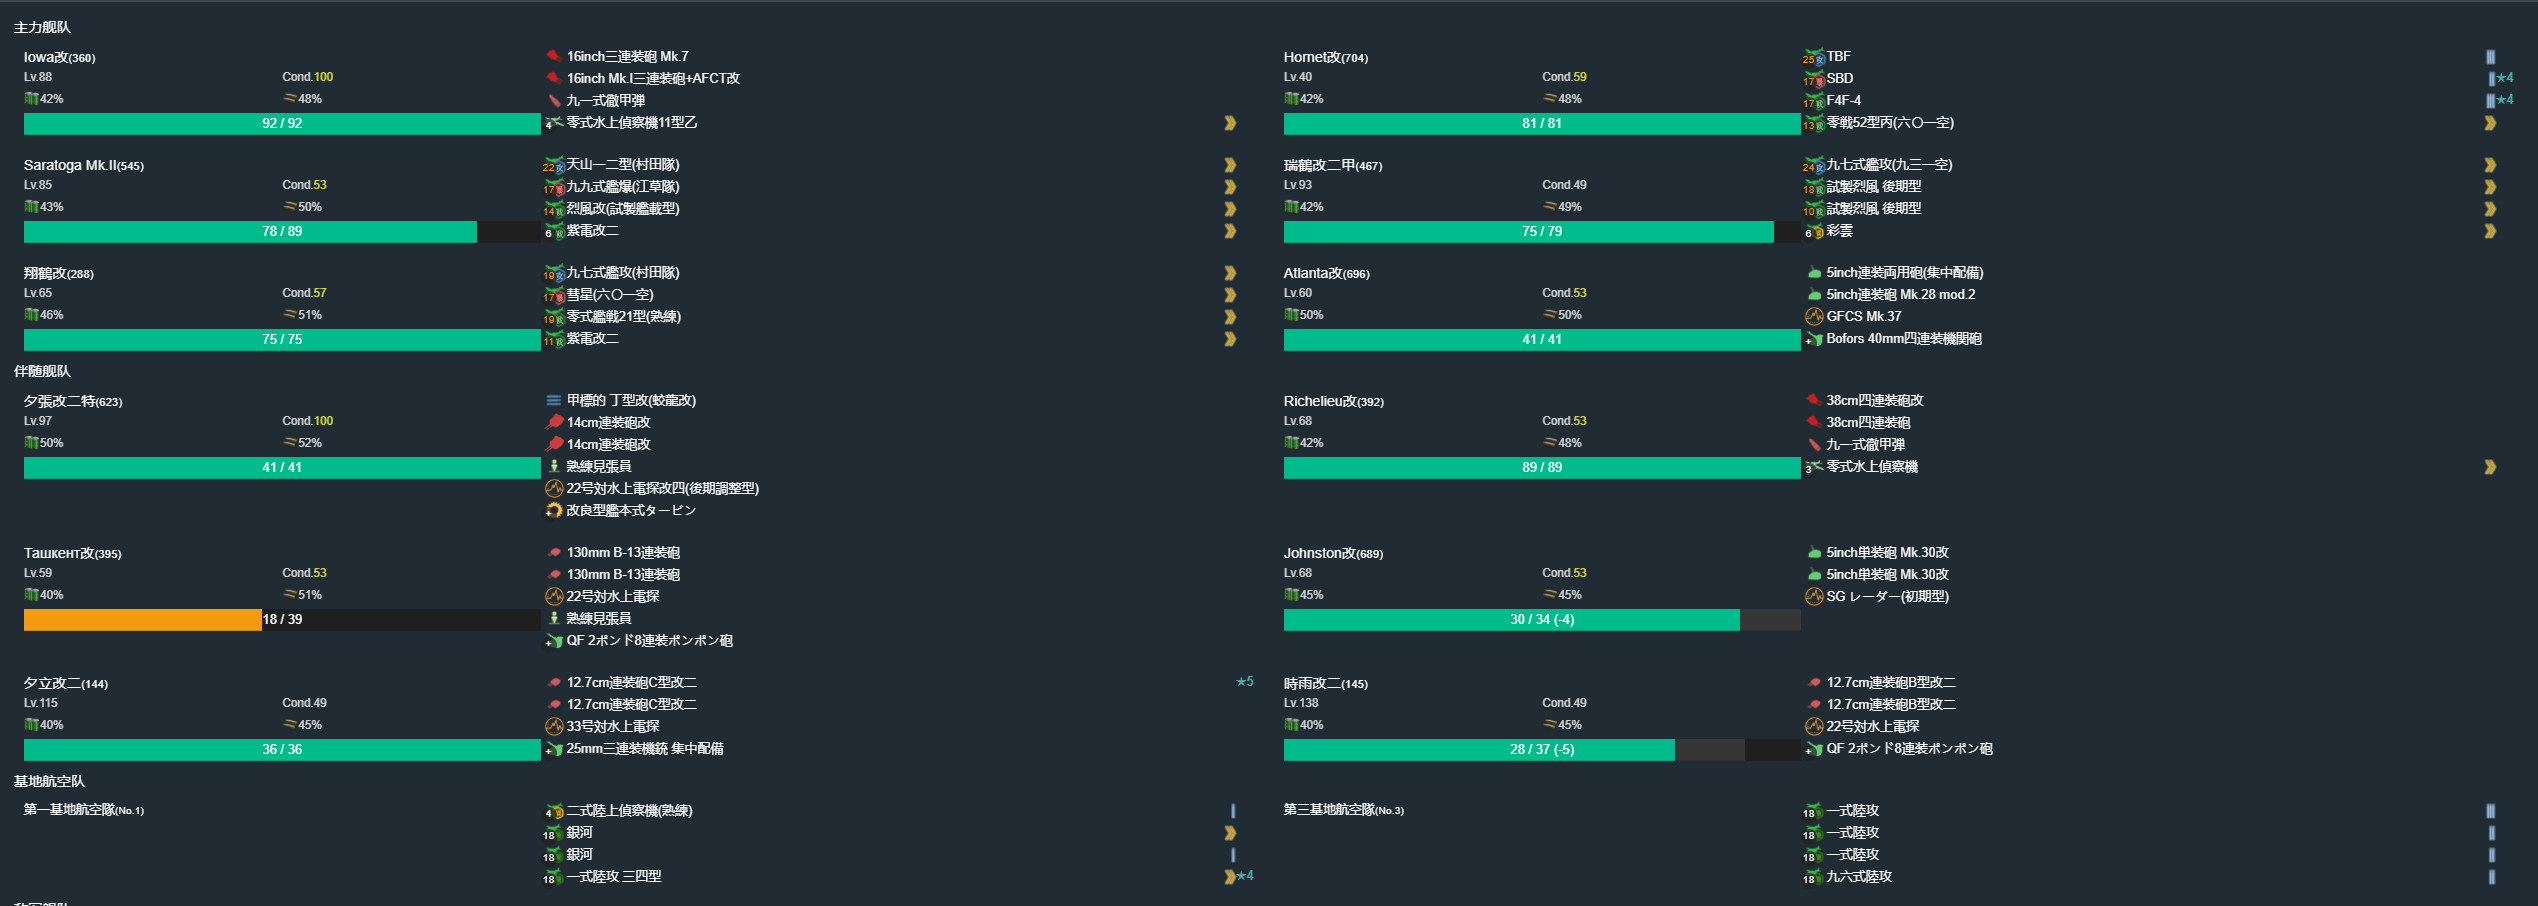 主力舰队
Iowa改(360)
Lv.88 Cond.100
42% 48%
92 / 92
16inch三連装砲 Mk.7
16inch Mk.I三連装砲+AFCT改
九一式徹甲弾
4 零式水上偵察機11型乙
Hornet改(704)
Lv.40 Cond.59
42% 48%
81 / 81
25 TBF
17 SBD ★4
17 F4F-4 ★4
13 零戦52型丙(六〇一空)
Saratoga Mk.II(545)
Lv.85 Cond.53
43% 50%
78 / 89
22 天山一二型(村田隊)
17 九九式艦爆(江草隊)
14 烈風改(試製艦載型)
6 紫電改二
瑞鶴改二甲(467)
Lv.93 Cond.49
42% 49%
75 / 79
24 九七式艦攻(九三一空)
18 試製烈風 後期型
10 試製烈風 後期型
6 彩雲
翔鶴改(288)
Lv.65 Cond.57
46% 51%
75 / 75
19 九七式艦攻(村田隊)
17 彗星(六〇一空)
19 零式艦戦21型(熟練)
11 紫電改二
Atlanta改(696)
Lv.60 Cond.53
50% 50%
41 / 41
5inch連装両用砲(集中配備)
5inch連装砲 Mk.28 mod.2
GFCS Mk.37
Bofors 40mm四連装機関砲
伴随舰队
夕張改二特(623)
Lv.97 Cond.100
50% 52%
41 / 41
甲標的 丁型改(蛟龍改)
14cm連装砲改
14cm連装砲改
熟練見張員
22号対水上電探改四(後期調整型)
改良型艦本式タービン
Richelieu改(392)
Lv.68 Cond.53
42% 48%
89 / 89
38cm四連装砲改
38cm四連装砲
九一式徹甲弾
3 零式水上偵察機
Ташкент改(395)
Lv.59 Cond.53
40% 51%
18 / 39
130mm B-13連装砲
130mm B-13連装砲
22号対水上電探
熟練見張員
QF 2ポンド8連装ポンポン砲
Johnston改(689)
Lv.68 Cond.53
45% 45%
30 / 34 (-4)
5inch単装砲 Mk.30改
5inch単装砲 Mk.30改
SG レーダー(初期型)
夕立改二(144)
Lv.115 Cond.49
40% 45%
36 / 36
12.7cm連装砲C型改二 ★5
12.7cm連装砲C型改二
33号対水上電探
25mm三連装機銃 集中配備
時雨改二(145)
Lv.138 Cond.49
40% 45%
28 / 37 (-5)
12.7cm連装砲B型改二
12.7cm連装砲B型改二
22号対水上電探
QF 2ポンド8連装ポンポン砲
基地航空队
第一基地航空隊(No.1)
4 二式陸上偵察機(熟練)
18 銀河
18 銀河
18 一式陸攻 三四型 ★4
第三基地航空隊(No.3)
18 一式陸攻
18 一式陸攻
18 一式陸攻
18 九六式陸攻